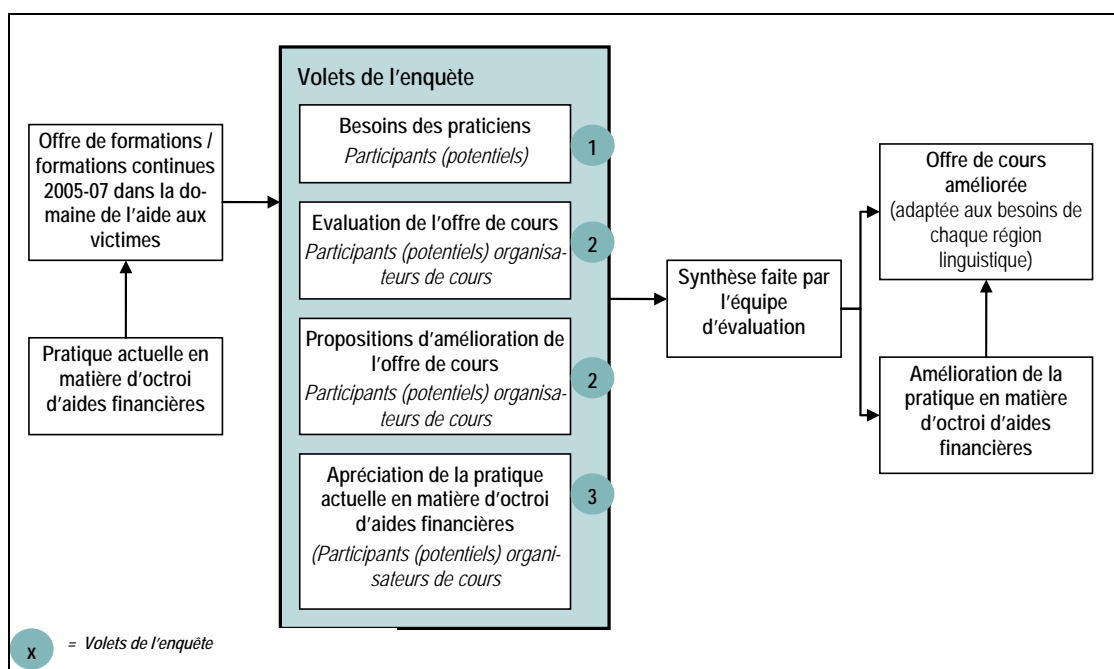 Offre de formations /
formations continues
2005-07 dans la do-
maine de l'aide aux
victimes
Pratique actuelle en
matière d'octroi
d'aides financières
Volets de l'enquète
Besoins des praticiens
Participants (potentiels)
1
Evaluation de l'offre de cours
Participants (potentiels) organisa-
teurs de cours
2
Propositions d'amélioration de
l'offre de cours
Participants (potentiels) organisa-
teurs de cours
2
Apréciation de la pratique
actuelle en matière d'octroi
d'aides financières
(Participants (potentiels) organi-
sateurs de cours
3
Synthèse faite par
l'équipe
d'évaluation
Offre de cours
améliorée
(adaptée aux besoins de
chaque région
linguistique)
Amélioration de la
pratique en matière
d'octroi d'aides
financières
x = Volets de l'enquête